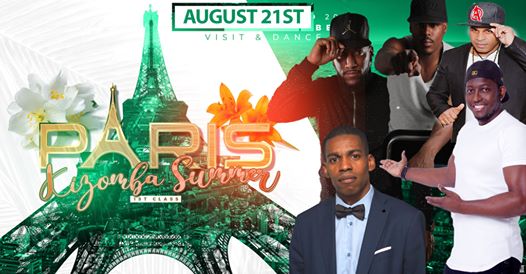 AUGUST 21ST
VISIT & DANCE
PARIS
Kizomba Summer
1ST CLASS